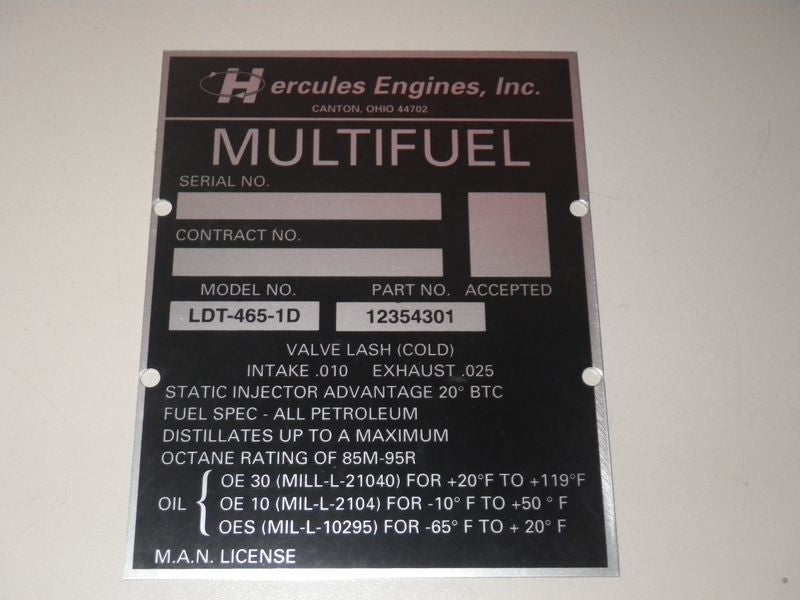 Hercules Engines, Inc.
CANTON, OHIO 44702
MULTIFUEL
SERIAL NO.
CONTRACT NO.
MODEL NO. PART NO. ACCEPTED
LDT-465-1D 12354301
VALVE LASH (COLD)
INTAKE .010 EXHAUST .025
STATIC INJECTOR ADVANTAGE 20° BTC
FUEL SPEC - ALL PETROLEUM
DISTILLATES UP TO A MAXIMUM
OCTANE RATING OF 85M-95R
OE 30 (MILL-L-21040) FOR +20°F TO +119°F
OIL { OE 10 (MIL-L-2104) FOR -10° F TO +50 ° F
OES (MIL-L-10295) FOR -65° F TO + 20° F
M.A.N. LICENSE